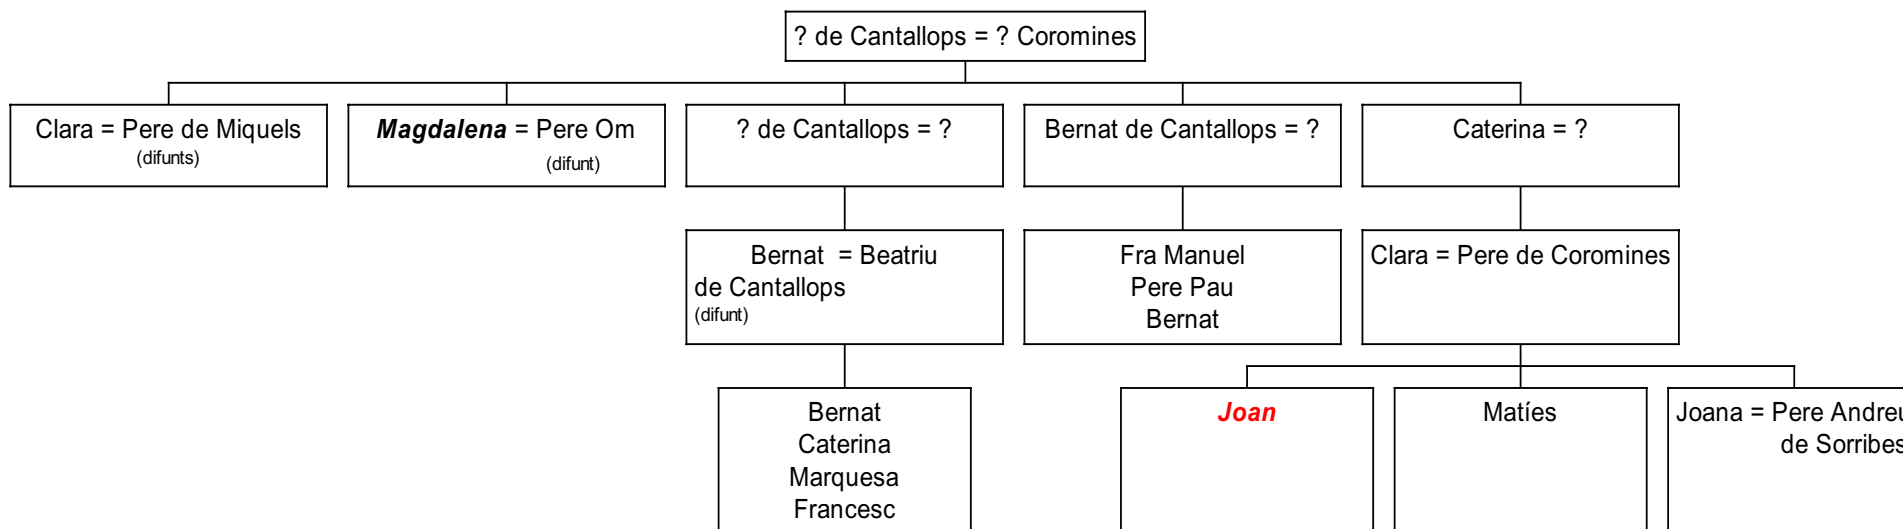 ? de Cantallops = ? Coromines
Clara = Pere de Miquels
(difunts)
Magdalena = Pere Om
(difunt)
? de Cantallops = ?
Bernat de Cantallops = ?
Caterina = ?
Bernat = Beatriu
de Cantallops
(difunt)
Fra Manuel
Pere Pau
Bernat
Clara = Pere de Coromines
Bernat
Caterina
Marquesa
Francesc
Joan
Matíes
Joana = Pere Andreu
de Sorribes